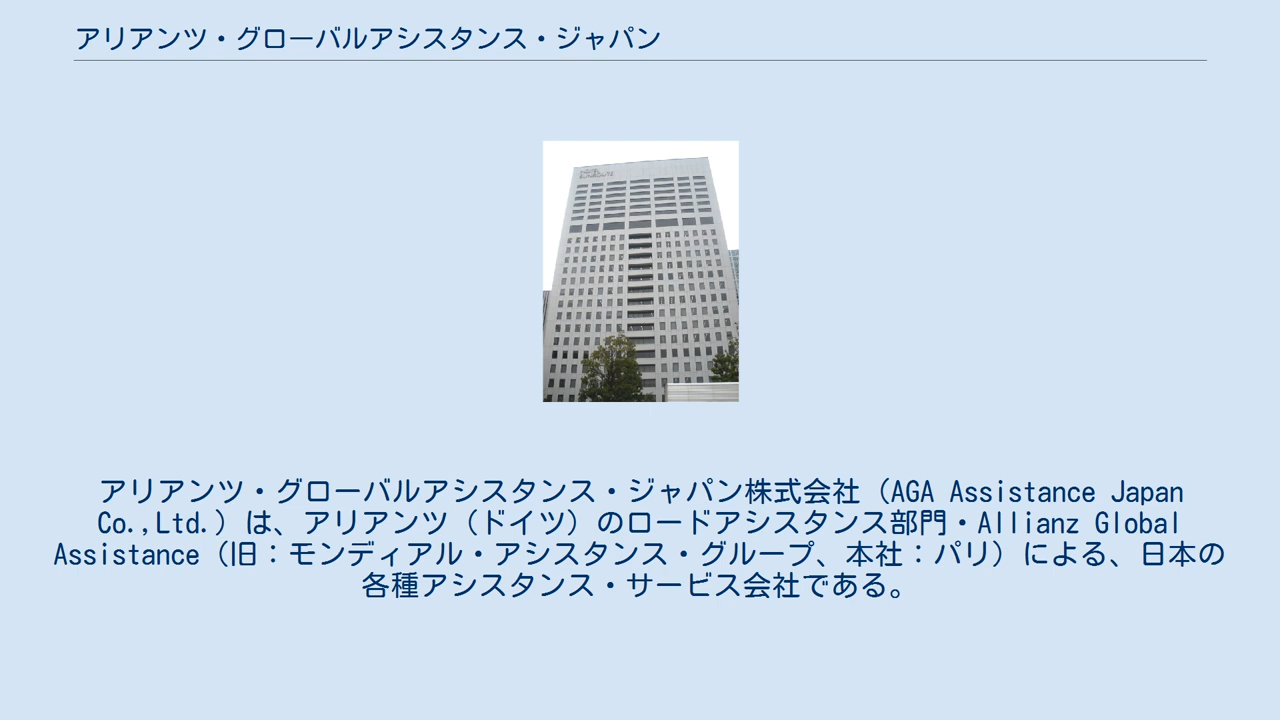 アリアンツ・グローバルアシスタンス・ジャパン
アリアンツ・グローバルアシスタンス・ジャパン株式会社（AGA Assistance Japan
Co.,Ltd.）は、アリアンツ（ドイツ）のロードアシスタンス部門・Allianz Global
Assistance（旧：モンディアル・アシスタンス・グループ、本社：パリ）による、日本の
各種アシスタンス・サービス会社である。